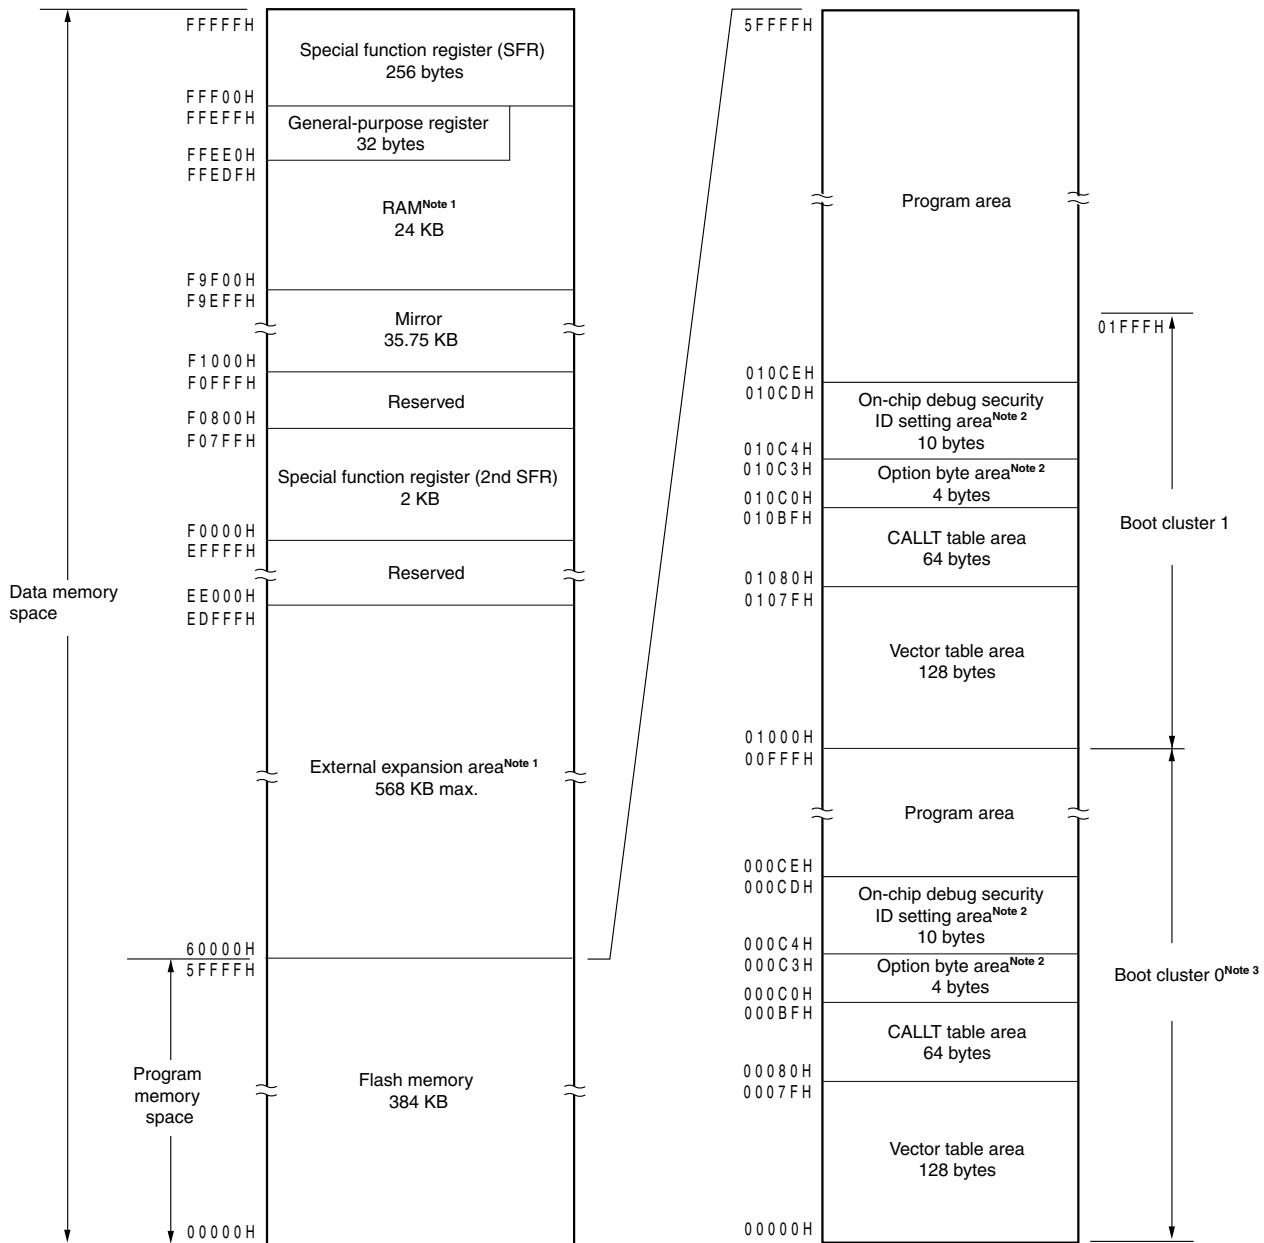 FFFFFH
Special function register (SFR)
256 bytes
FFF00H
FFEFFH
General-purpose register
32 bytes
FFEE0H
FFEDFH
RAMNote 1
24 KB
F9F00H
F9EFFH
Mirror
35.75 KB
F1000H
F0FFFH
Reserved
F0800H
F07FFH
Special function register (2nd SFR)
2 KB
F0000H
EFFFFH
Reserved
EE000H
EDFFFH
Data memory
space
External expansion areaNote 1
568 KB max.
60000H
5FFFFH
Program
memory
space
Flash memory
384 KB
00000H
5FFFFH
Program area
01FFFH
010CEH
010CDH
On-chip debug security
ID setting areaNote 2
10 bytes
010C4H
010C3H
Option byte areaNote 2
4 bytes
010C0H
010BFH
CALLT table area
64 bytes
Boot cluster 1
01080H
0107FH
Vector table area
128 bytes
01000H
00FFFH
Program area
000CEH
000CDH
On-chip debug security
ID setting areaNote 2
10 bytes
000C4H
000C3H
Option byte areaNote 2
4 bytes
Boot cluster 0Note 3
000C0H
000BFH
CALLT table area
64 bytes
00080H
0007FH
Vector table area
128 bytes
00000H